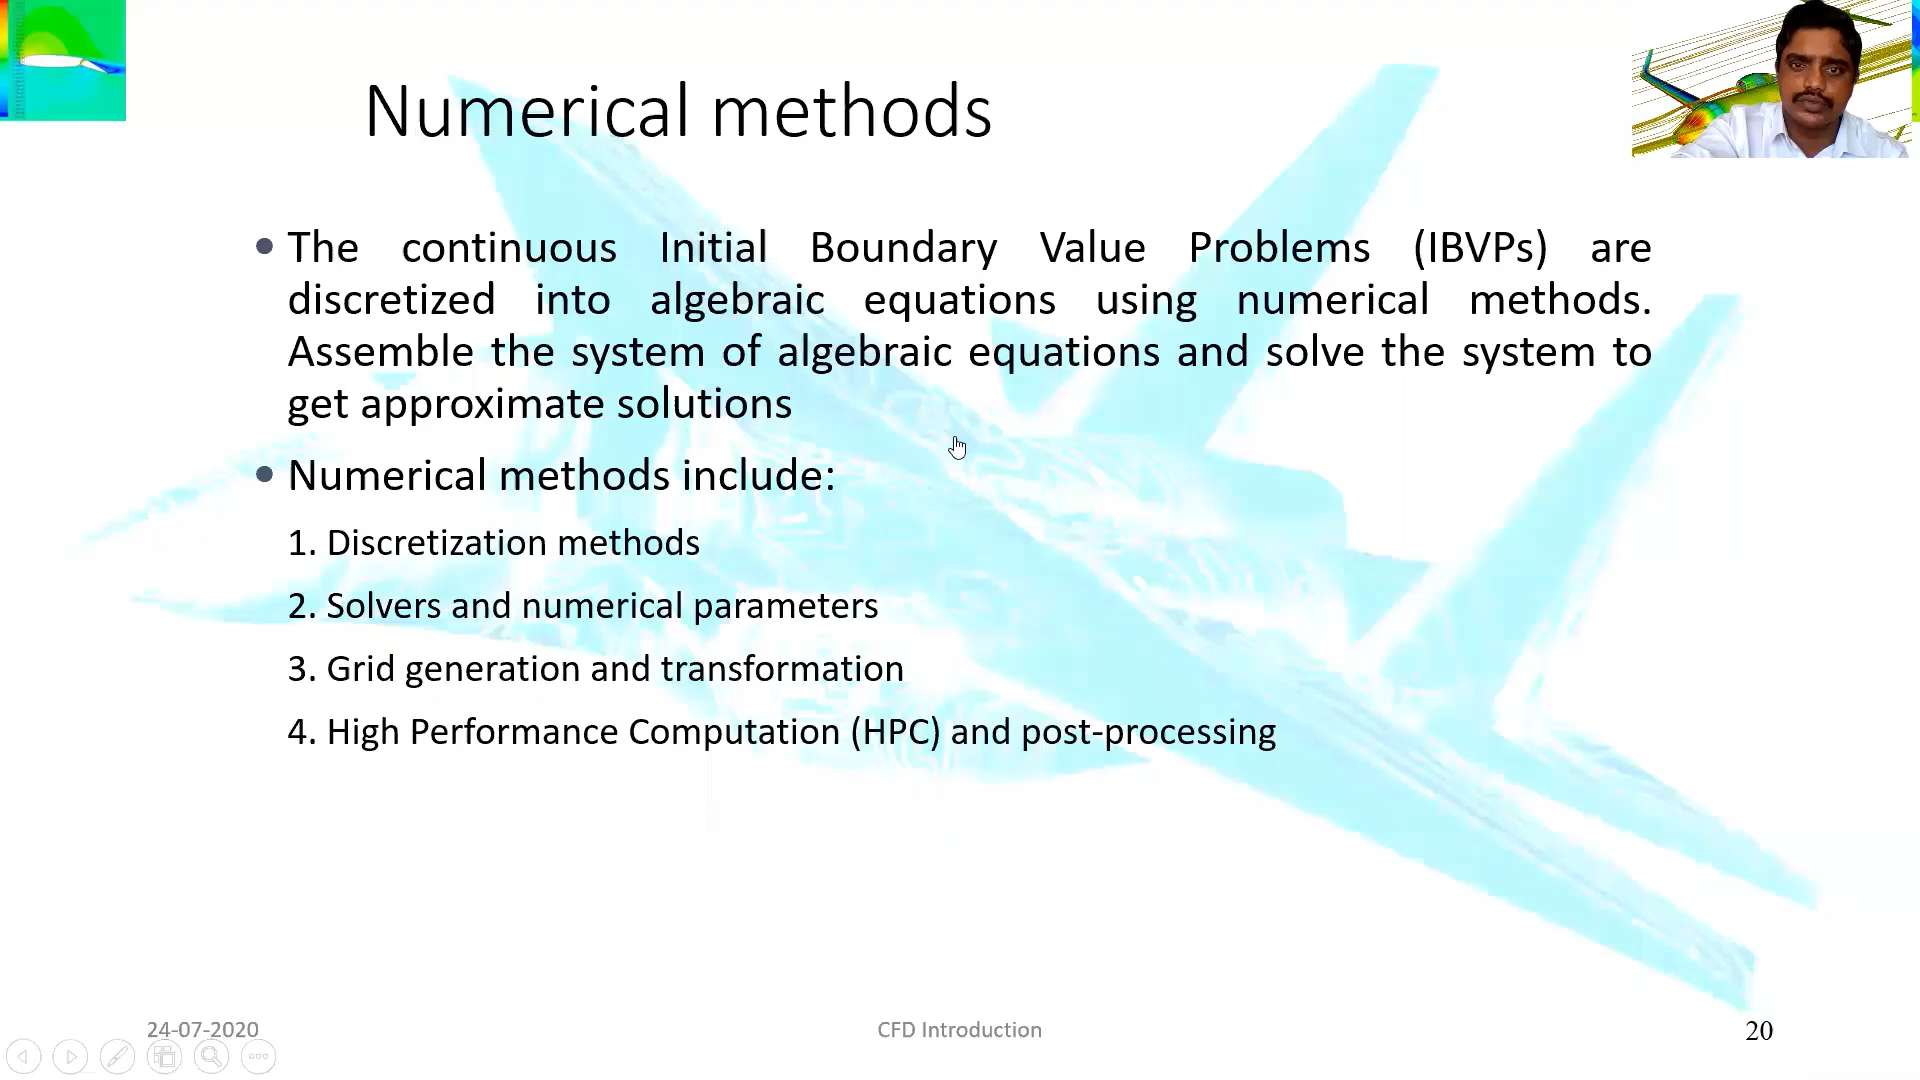 Numerical methods
• The continuous Initial Boundary Value Problems (IBVPs) are
discretized into algebraic equations using numerical methods.
Assemble the system of algebraic equations and solve the system to
get approximate solutions
• Numerical methods include:
1. Discretization methods
2. Solvers and numerical parameters
3. Grid generation and transformation
4. High Performance Computation (HPC) and post-processing
24-07-2020
CFD Introduction
20